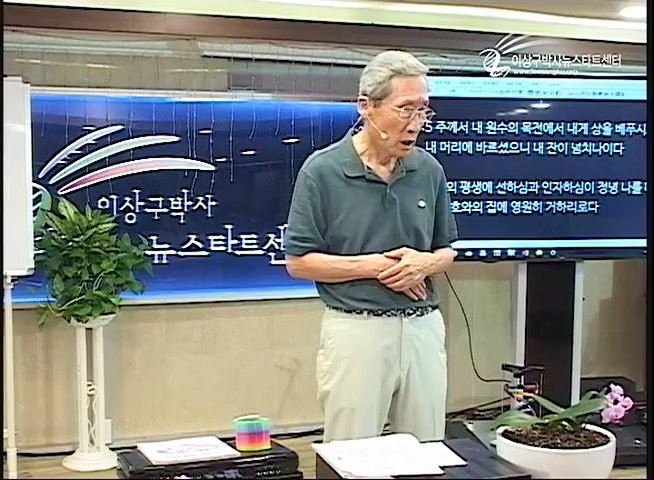 이상구박사뉴스타트센터
5 주께서 내 원수의 목전에서 내게 상을 베푸시
내 머리에 바르셨으니 내 잔이 넘치나이다
의 평생에 선하심과 인자하심이 정녕 나를
호와의 집에 영원히 거하리로다
이상구박사
뉴스타트센